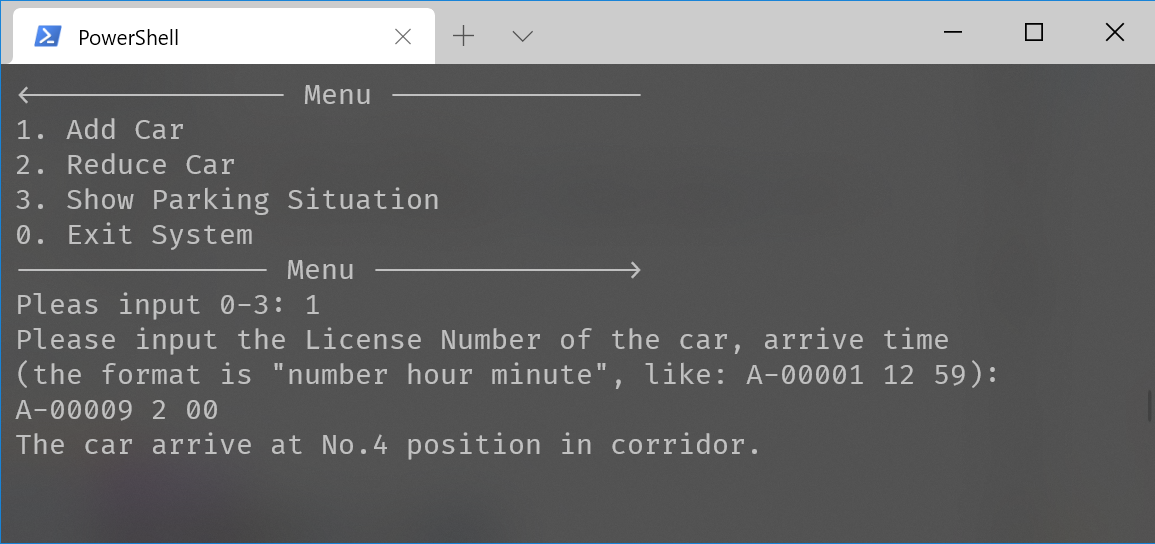 PowerShell
<———————————————— Menu ———————————————
1. Add Car
2. Reduce Car
3. Show Parking Situation
0. Exit System
——————————————— Menu ————————————————>
Pleas input 0-3: 1
Please input the License Number of the car, arrive time
(the format is "number hour minute", like: A-00001 12 59):
A-00009 2 00
The car arrive at No.4 position in corridor.